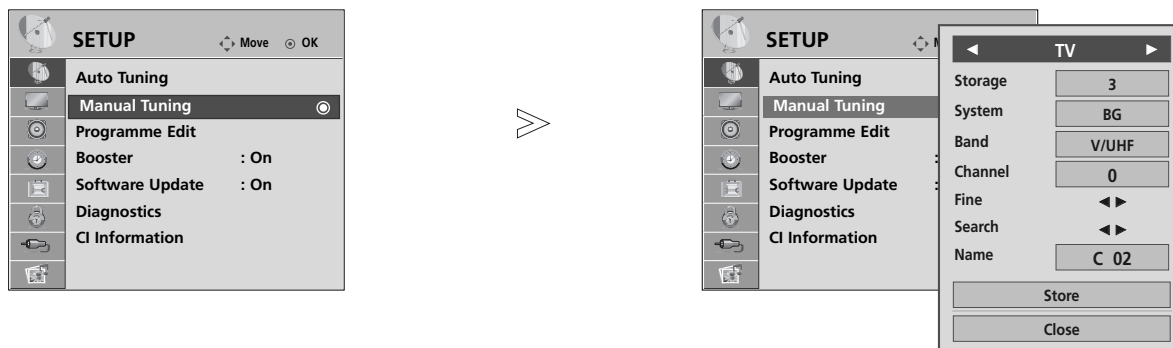 SETUP Move OK
Auto Tuning
Manual Tuning
Programme Edit
Booster : On
Software Update : On
Diagnostics
CI Information
SETUP
Auto Tuning
Manual Tuning
Programme Edit
Booster :
Software Update :
Diagnostics
CI Information
◄ TV ►
Storage 3
System BG
Band V/UHF
Channel 0
Fine ◄ ►
Search ◄ ►
Name C 02
Store
Close